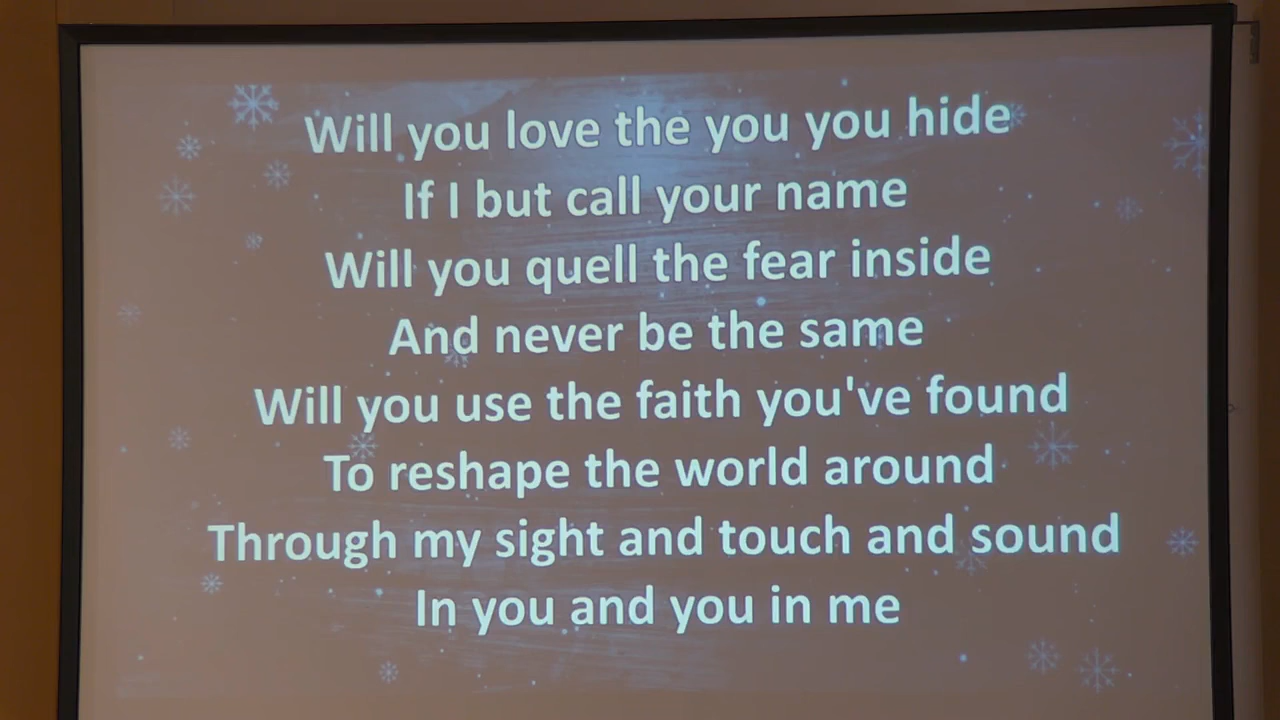 Will you love the you you hide
If I but call your name
Will you quell the fear inside
And never be the same
Will you use the faith you've found
To reshape the world around
Through my sight and touch and sound
In you and you in me